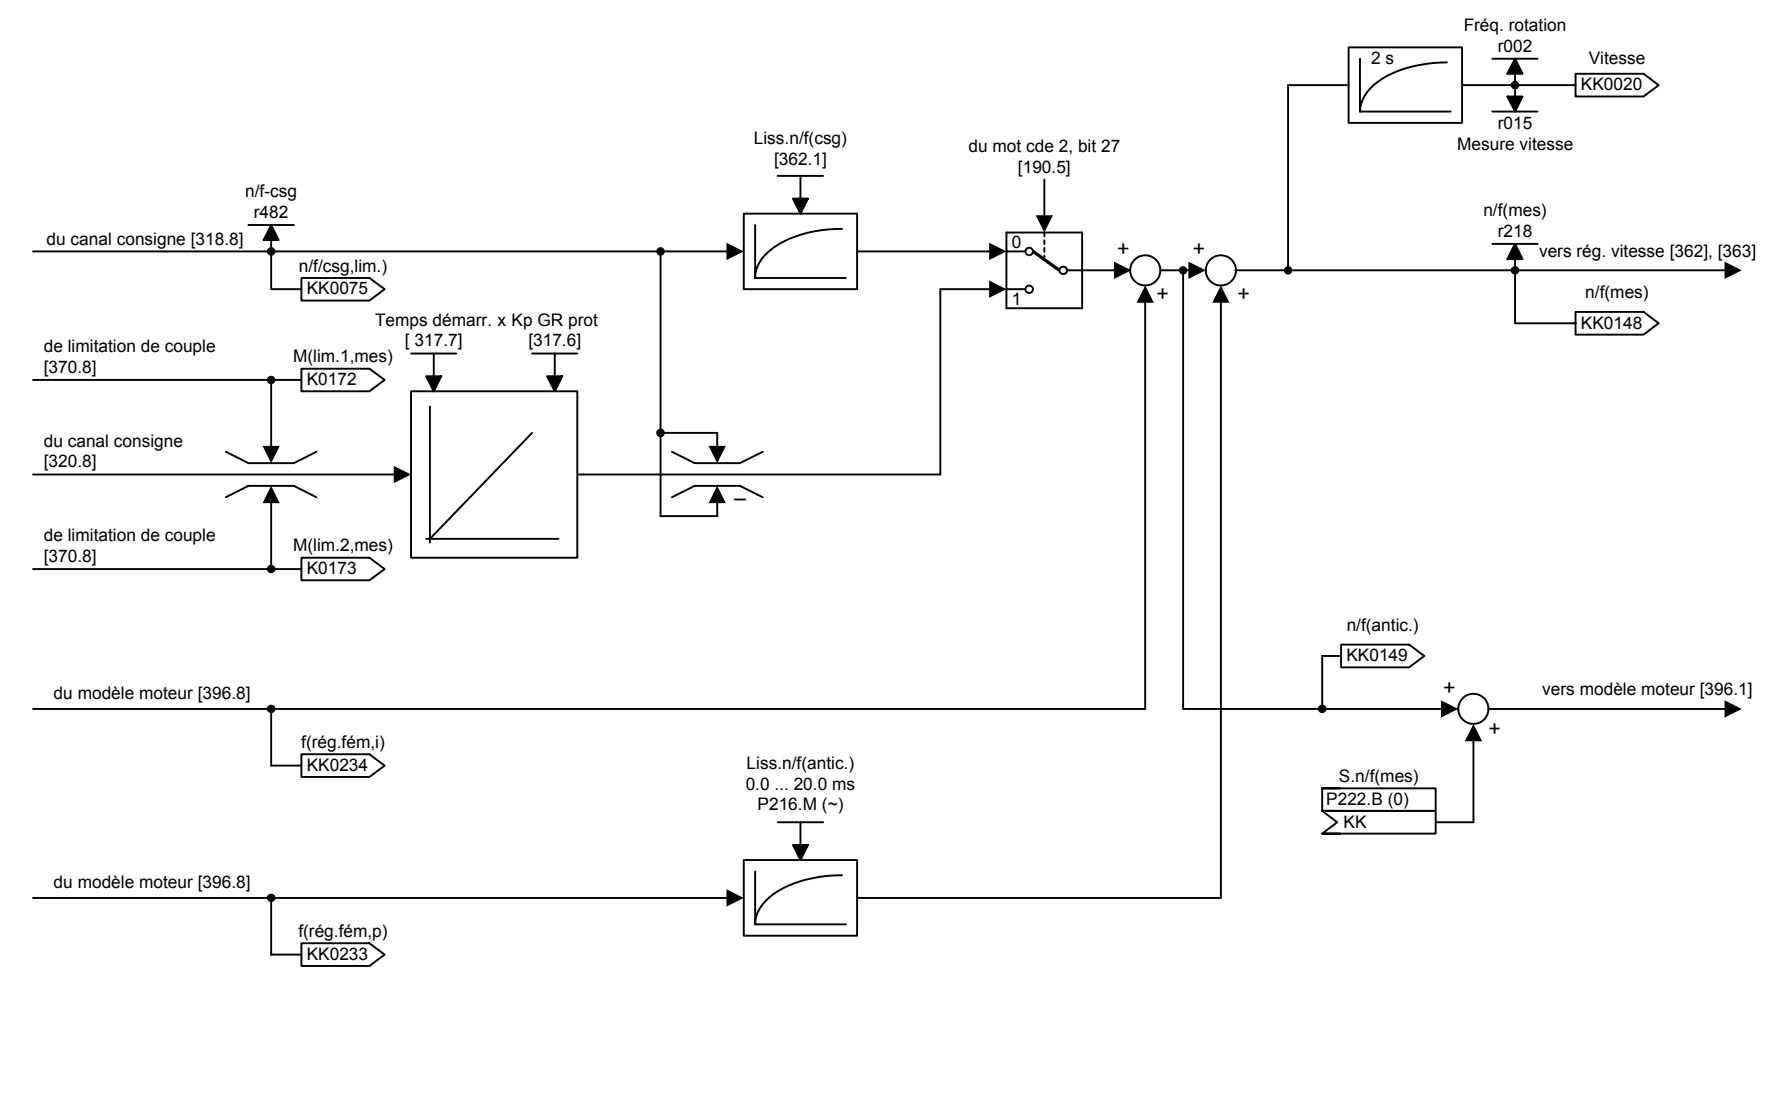 Fréq. rotation
r002
2 s
Vitesse
KK0020
r015
Mesure vitesse
Liss.n/f(csg)
[362.1]
du mot cde 2, bit 27
[190.5]
n/f-csg
r482
du canal consigne [318.8]
n/f/csg,lim.)
KK0075
0
1
+
+
+
+
n/f(mes)
r218
vers rég. vitesse [362], [363]
n/f(mes)
KK0148
Temps démarr. x Kp GR prot
[ 317.7]
[317.6]
de limitation de couple
[370.8]
M(lim.1,mes)
K0172
du canal consigne
[320.8]
–
de limitation de couple
[370.8]
M(lim.2,mes)
K0173
n/f(antic.)
KK0149
du modèle moteur [396.8]
f(rég.fém,i)
KK0234
+
+
vers modèle moteur [396.1]
S.n/f(mes)
P222.B (0)
KK
Liss.n/f(antic.)
0.0 ... 20.0 ms
P216.M (~)
du modèle moteur [396.8]
f(rég.fém,p)
KK0233